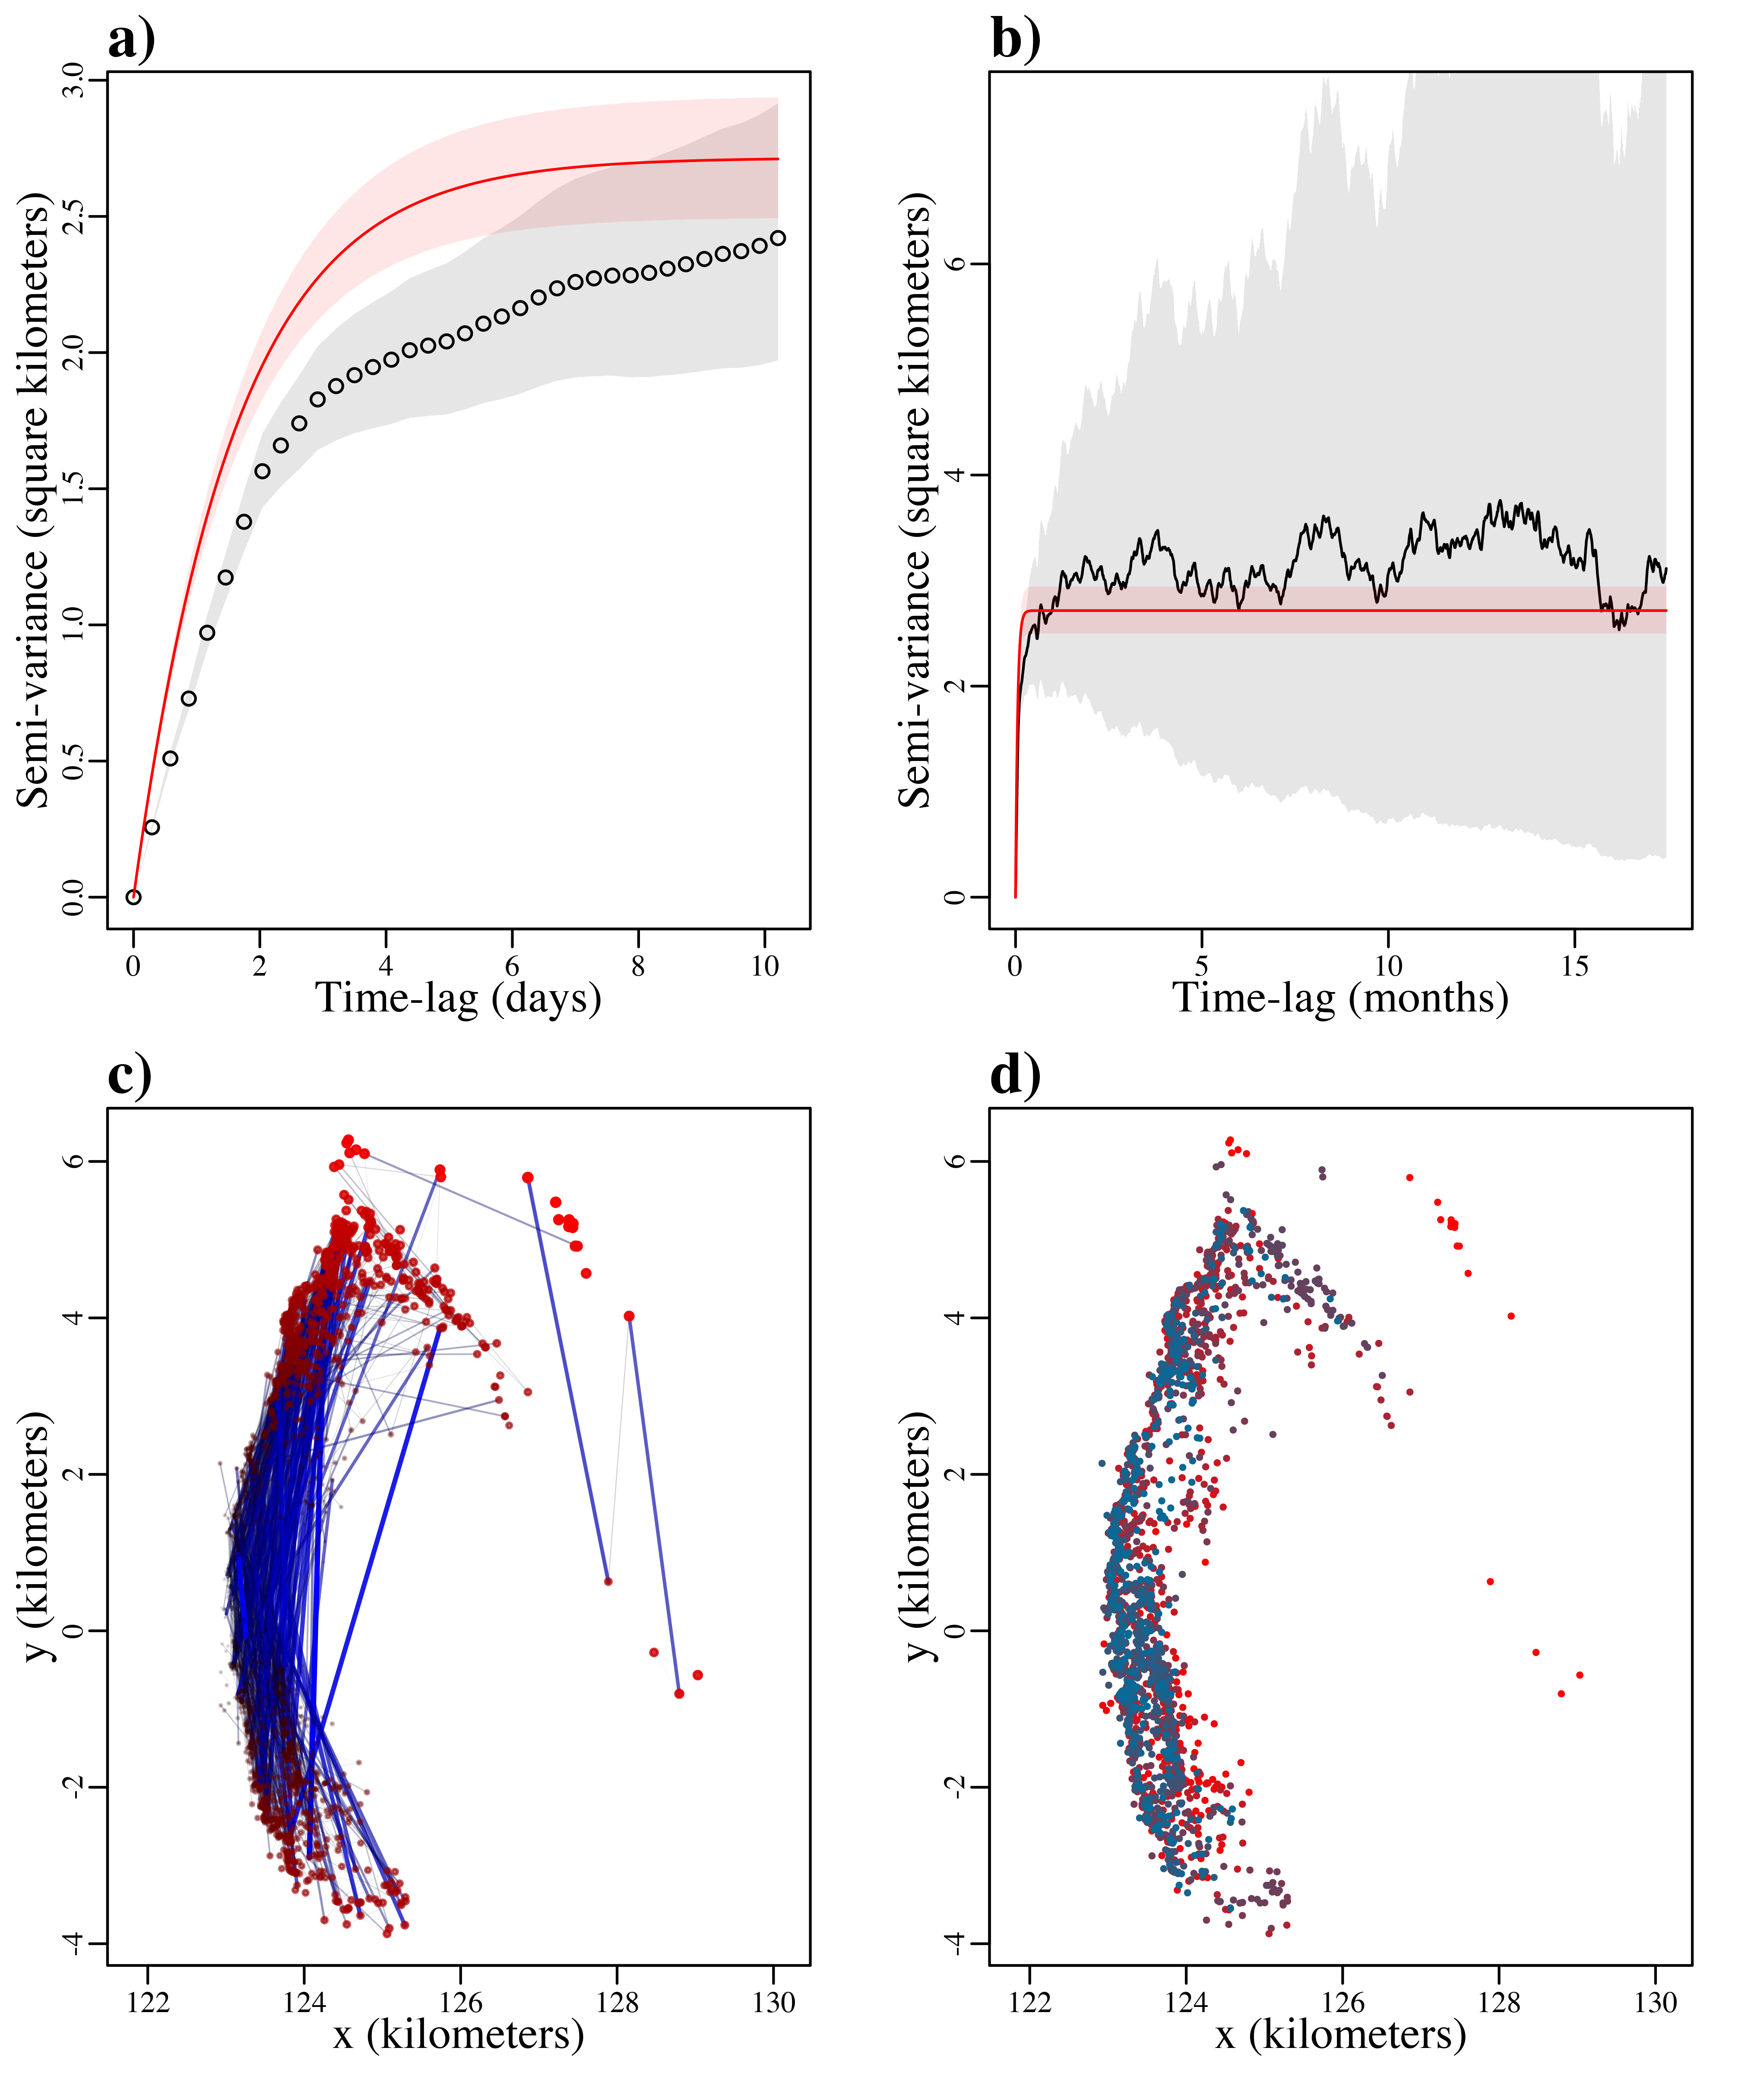 a)
Semi-variance (square kilometers)
3.0
2.5
2.0
1.5
1.0
0.5
0.0
0 2 4 6 8 10
Time-lag (days)
b)
Semi-variance (square kilometers)
6
4
2
0
0 5 10 15
Time-lag (months)
c)
y (kilometers)
6
4
2
0
-2
-4
122 124 126 128 130
x (kilometers)
d)
y (kilometers)
6
4
2
0
-2
-4
122 124 126 128 130
x (kilometers)